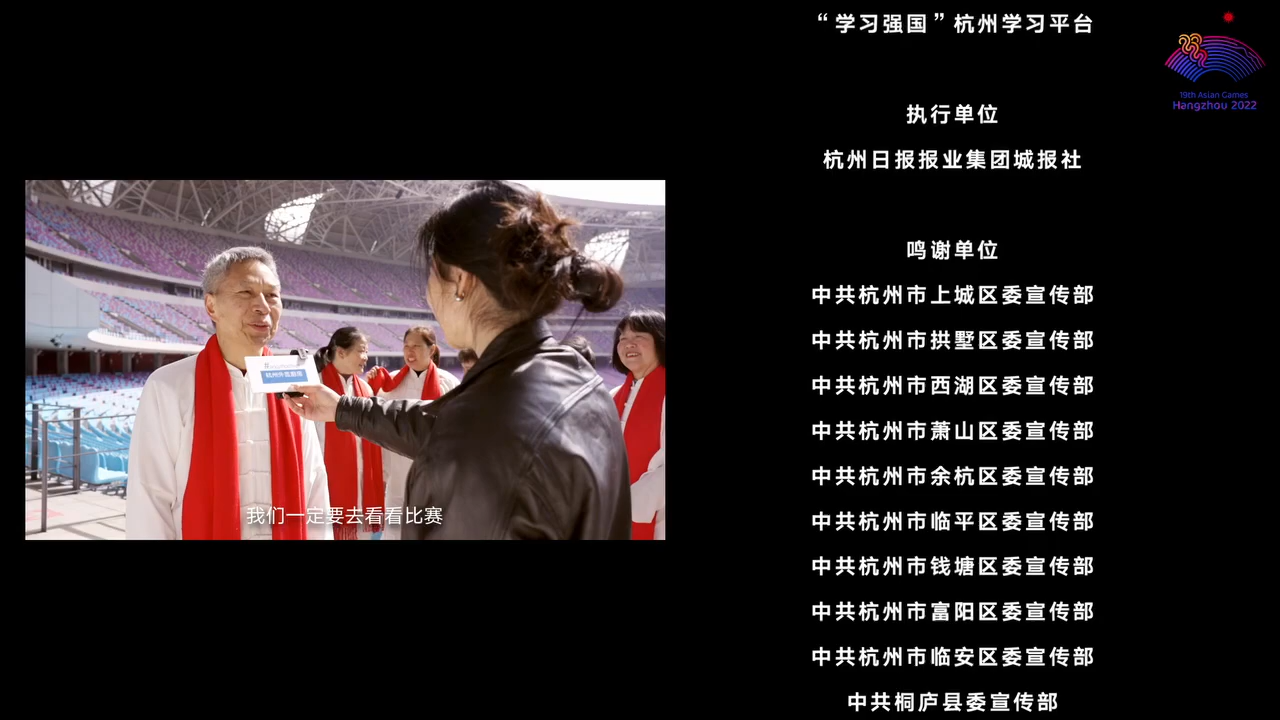 “学习强国”杭州学习平台
执行单位
杭州日报报业集团城报社
鸣谢单位
中共杭州市上城区委宣传部
中共杭州市拱墅区委宣传部
中共杭州市西湖区委宣传部
中共杭州市萧山区委宣传部
中共杭州市余杭区委宣传部
中共杭州市临平区委宣传部
中共杭州市钱塘区委宣传部
中共杭州市富阳区委宣传部
中共杭州市临安区委宣传部
中共桐庐县委宣传部
19th Asian Games
Hangzhou 2022
我们一定要去看看比赛